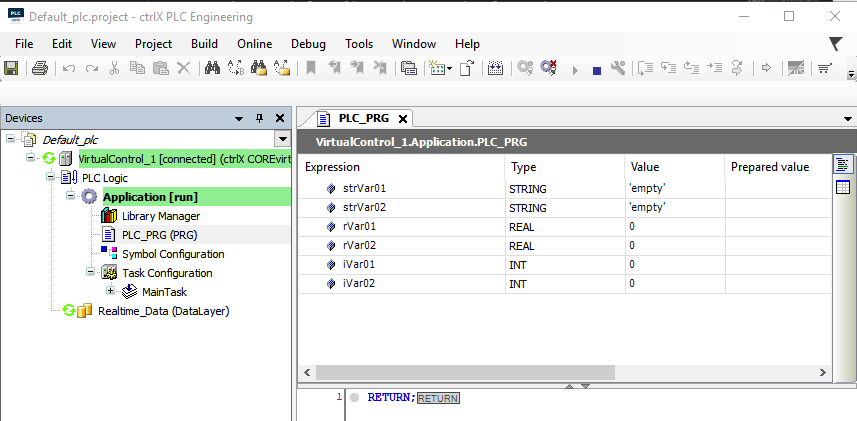 PLC
Default_plc.project - ctrlX PLC Engineering
File Edit View Project Build Online Debug Tools Window Help
Devices
Default_plc
VirtualControl_1 [connected] (ctrlX COREvirt
PLC Logic
Application [run]
Library Manager
PLC_PRG (PRG)
Symbol Configuration
Task Configuration
MainTask
Realtime_Data (DataLayer)
PLC_PRG
VirtualControl_1.Application.PLC_PRG
Expression Type Value Prepared value
strVar01 STRING 'empty'
strVar02 STRING 'empty'
rVar01 REAL 0
rVar02 REAL 0
iVar01 INT 0
iVar02 INT 0
1 RETURN;RETURN